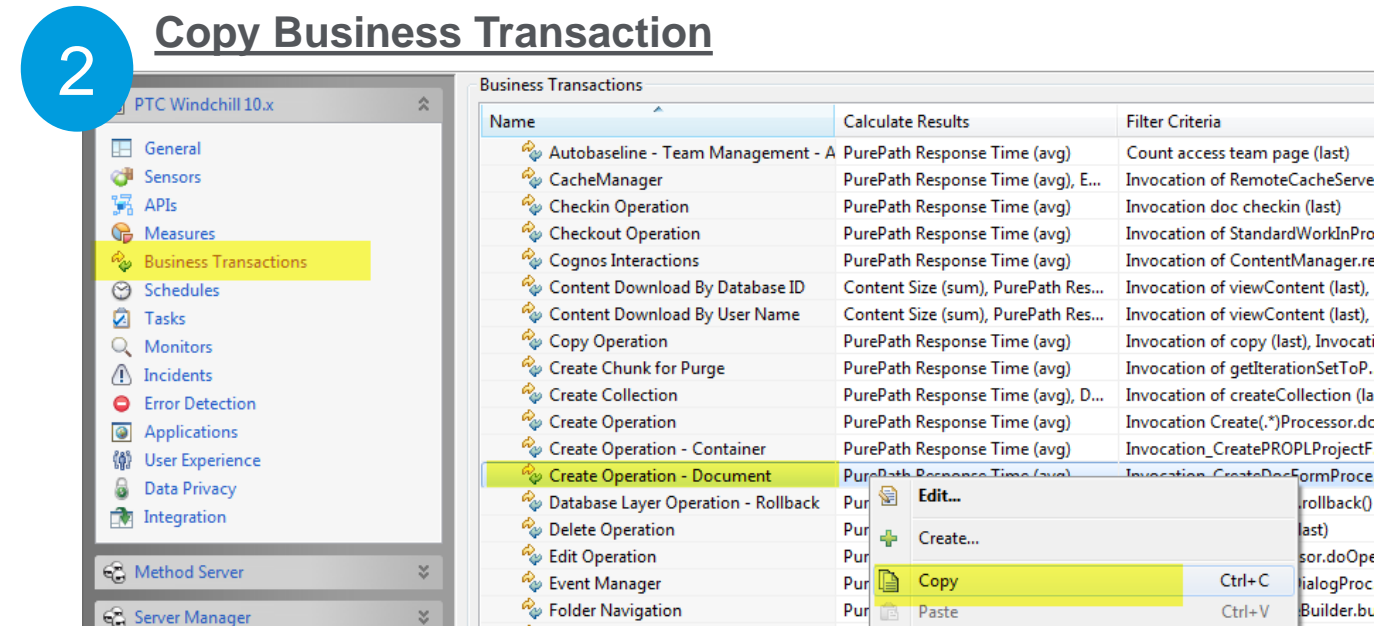 2
Copy Business Transaction
PTC Windchill 10.x
General
Sensors
APIs
Measures
Business Transactions
Schedules
Tasks
Monitors
Incidents
Error Detection
Applications
User Experience
Data Privacy
Integration
Method Server
Server Manager
Business Transactions
Name Calculate Results Filter Criteria
Autobaseline - Team Management - A PurePath Response Time (avg) Count access team page (last)
CacheManager PurePath Response Time (avg), E... Invocation of RemoteCacheServe
Checkin Operation PurePath Response Time (avg) Invocation doc checkin (last)
Checkout Operation PurePath Response Time (avg) Invocation of StandardWorkInPro
Cognos Interactions PurePath Response Time (avg) Invocation of ContentManager.re
Content Download By Database ID Content Size (sum), PurePath Res... Invocation of viewContent (last),
Content Download By User Name Content Size (sum), PurePath Res... Invocation of viewContent (last),
Copy Operation PurePath Response Time (avg) Invocation of copy (last), Invocati
Create Chunk for Purge PurePath Response Time (avg) Invocation of getIterationSetToP..
Create Collection PurePath Response Time (avg), D... Invocation of createCollection (la
Create Operation PurePath Response Time (avg) Invocation Create(.*)Processor.do
Create Operation - Container PurePath Response Time (avg) Invocation_CreatePROPLProjectF
Create Operation - Document PurePath Response Time (avg) Invocation_CreateDocFormProce
Database Layer Operation - Rollback Pur .rollback()
Delete Operation Pur last)
Edit Operation Pur sor.doOpe
Event Manager Pur DialogProc
Folder Navigation Pur Builder.bu
Edit...
Create...
Copy Ctrl+C
Paste Ctrl+V